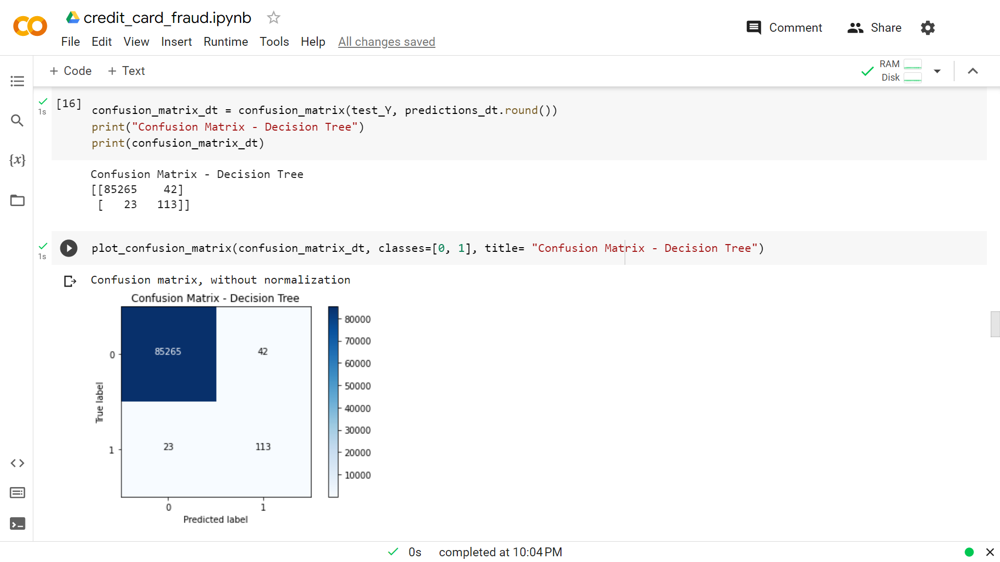 credit_card_fraud.ipynb
Comment
Share
File Edit View Insert Runtime Tools Help All changes saved
+ Code + Text
RAM
Disk
[16]
1s
confusion_matrix_dt = confusion_matrix(test_Y, predictions_dt.round())
print("Confusion Matrix - Decision Tree")
print(confusion_matrix_dt)
{x}
Confusion Matrix - Decision Tree
[[85265    42]
 [   23   113]]
1s
plot_confusion_matrix(confusion_matrix_dt, classes=[0, 1], title= "Confusion Matrix - Decision Tree")
Confusion matrix, without normalization
Confusion Matrix - Decision Tree
85265 42
23 113
0
1
True label
0 1
Predicted label
80000
70000
60000
50000
40000
30000
20000
10000
0s completed at 10:04 PM